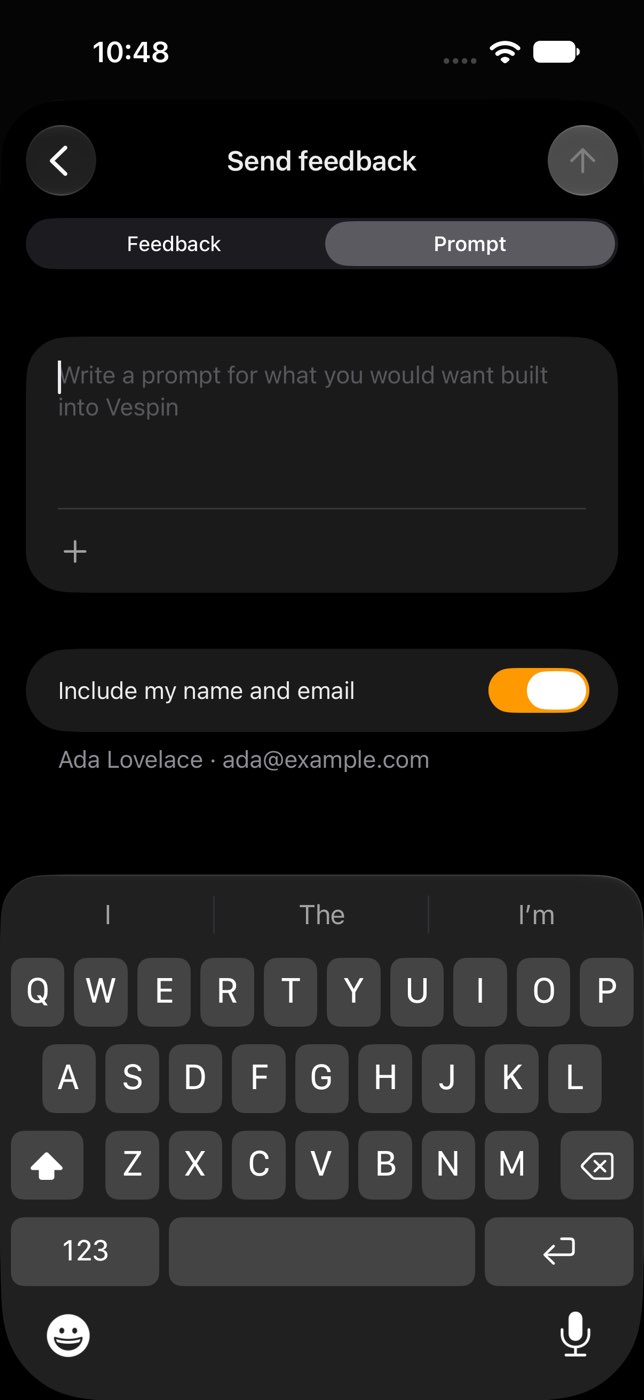 10:48
Send feedback
Feedback
Prompt
Write a prompt for what you would want built
into Vespin
Include my name and email
Ada Lovelace · ada@example.com
I
The
I’m
Q W E R T Y U I O P
A S D F G H J K L
Z X C V B N M
123